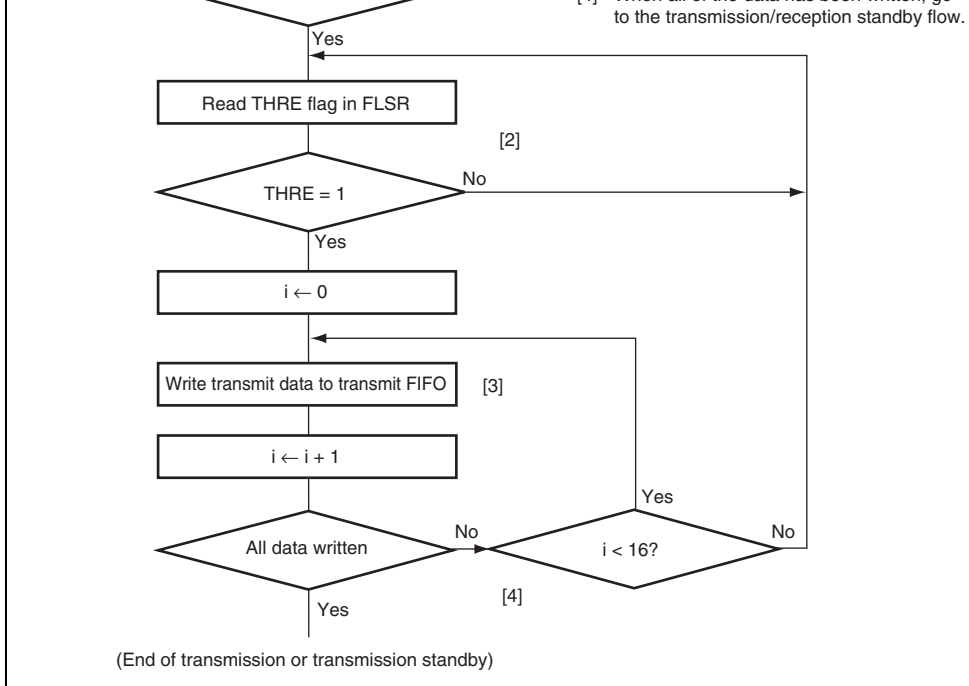 to the transmission/reception standby flow.
Yes
Read THRE flag in FLSR
[2]
THRE = 1
No
Yes
i ← 0
Write transmit data to transmit FIFO
[3]
i ← i + 1
All data written
No
i < 16?
Yes
No
[4]
Yes
(End of transmission or transmission standby)